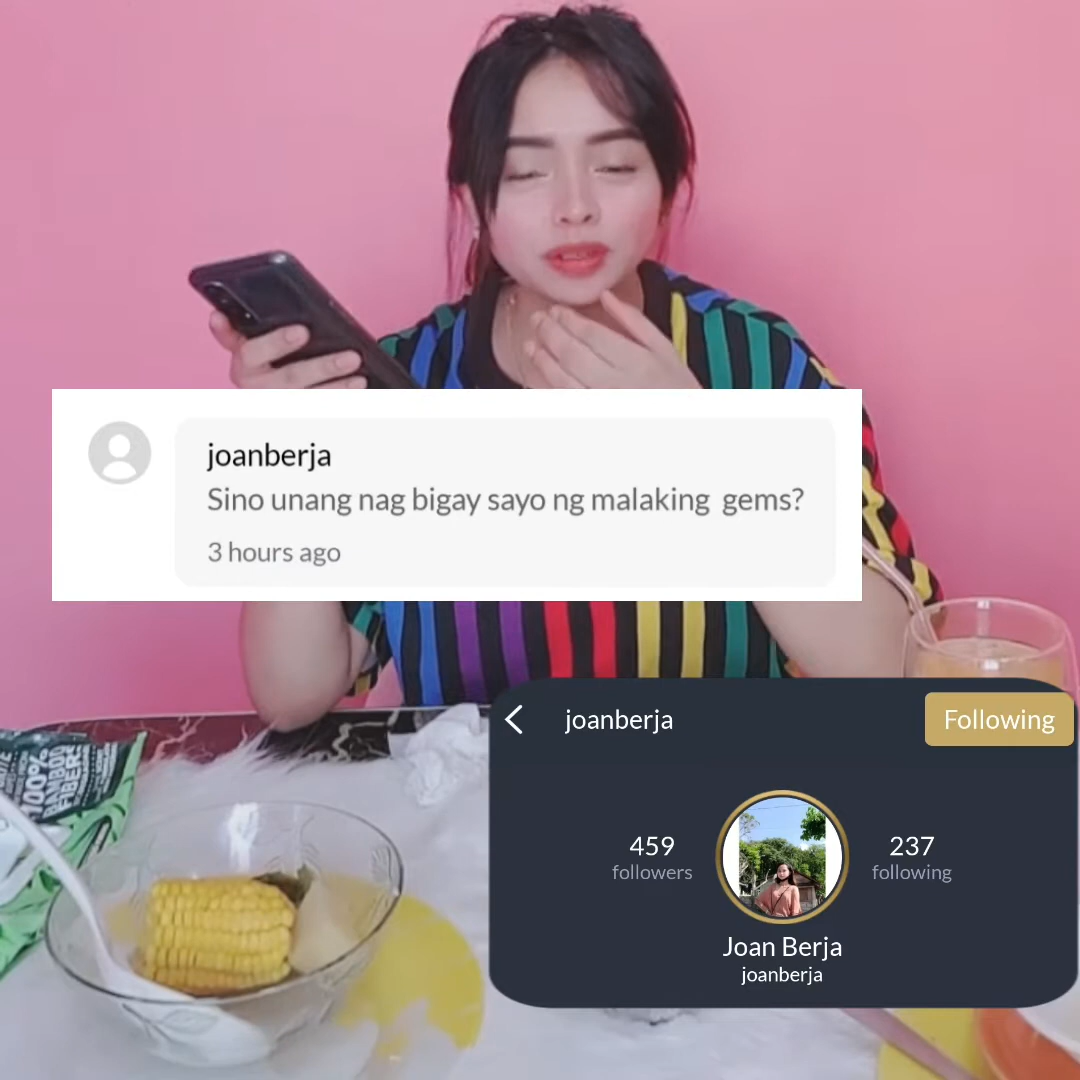 joanberja
Sino unang nag bigay sayo ng malaking gems?
3 hours ago
joanberja
Following
459
followers
237
following
Joan Berja
joanberja
100%
BAMBOO
FIBER